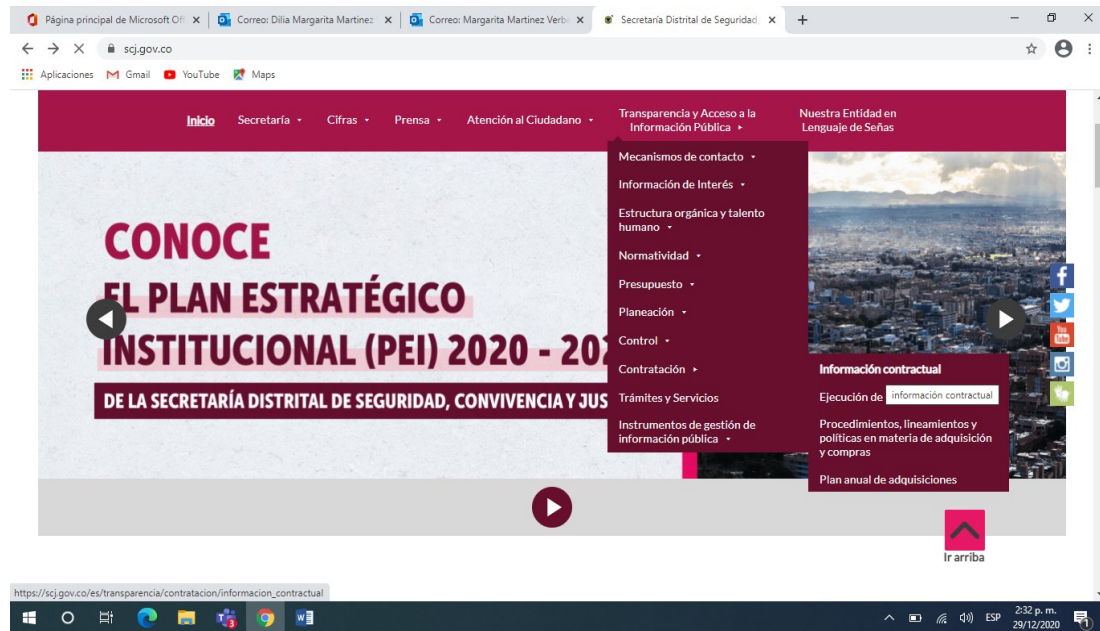 Página principal de Microsoft Off
Correo: Dilia Margarita Martinez
Correo: Margarita Martinez Verb
Secretaría Distrital de Seguridad,
scj.gov.co
Aplicaciones
Gmail
YouTube
Maps
Inicio
Secretaría
Cifras
Prensa
Atención al Ciudadano
Transparencia y Acceso a la
Información Pública
Nuestra Entidad en
Lenguaje de Señas
Mecanismos de contacto
Información de Interés
Estructura orgánica y talento
humano
Normatividad
Presupuesto
Planeación
Control
Contratación
Trámites y Servicios
Instrumentos de gestión de
información pública
Información contractual
Ejecución de
información contractual
Procedimientos, lineamientos y
políticas en materia de adquisición
y compras
Plan anual de adquisiciones
CONOCE
EL PLAN ESTRATÉGICO
INSTITUCIONAL (PEI) 2020 - 202
DE LA SECRETARÍA DISTRITAL DE SEGURIDAD, CONVIVENCIA Y JUS
You
Tube
Ir arriba
https://scj.gov.co/es/transparencia/contratacion/informacion_contractual
ESP
2:32 p. m.
29/12/2020